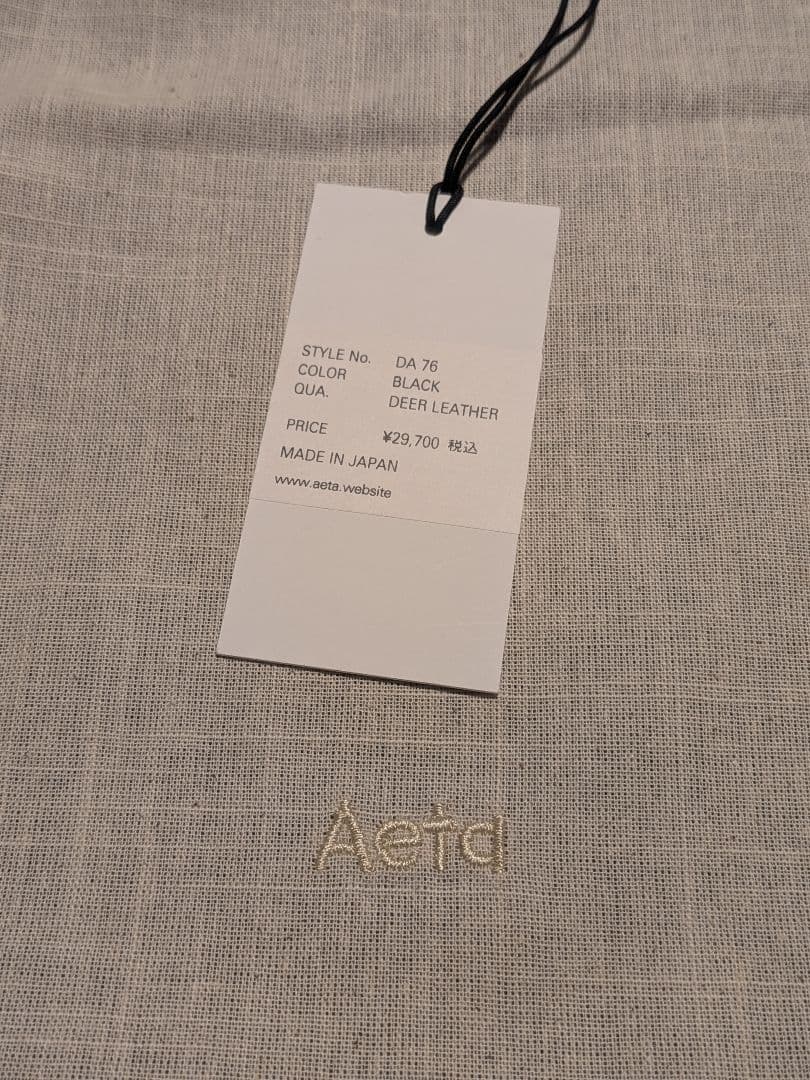 STYLE No. DA 76
COLOR BLACK
QUA. DEER LEATHER
PRICE ¥29,700 税込
MADE IN JAPAN
www.aeta.website
Aeta